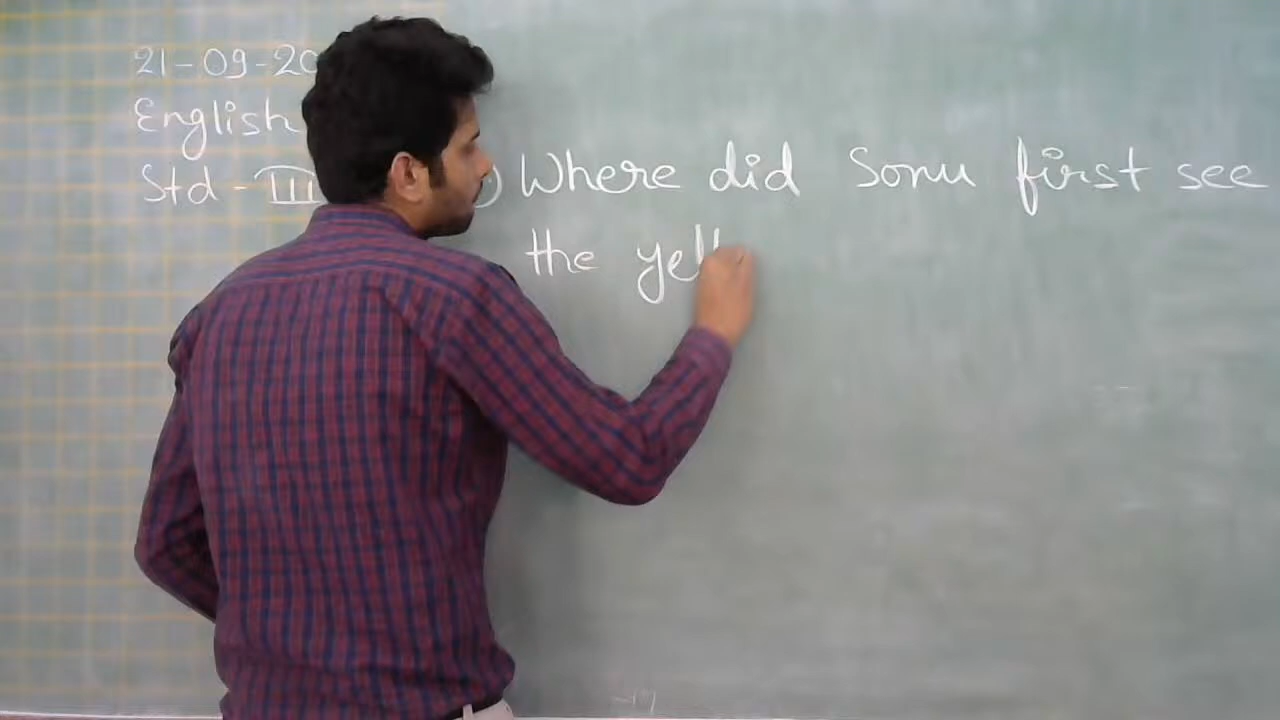 21-09-20
English
Std - III
Where did Sonu first see
the yell